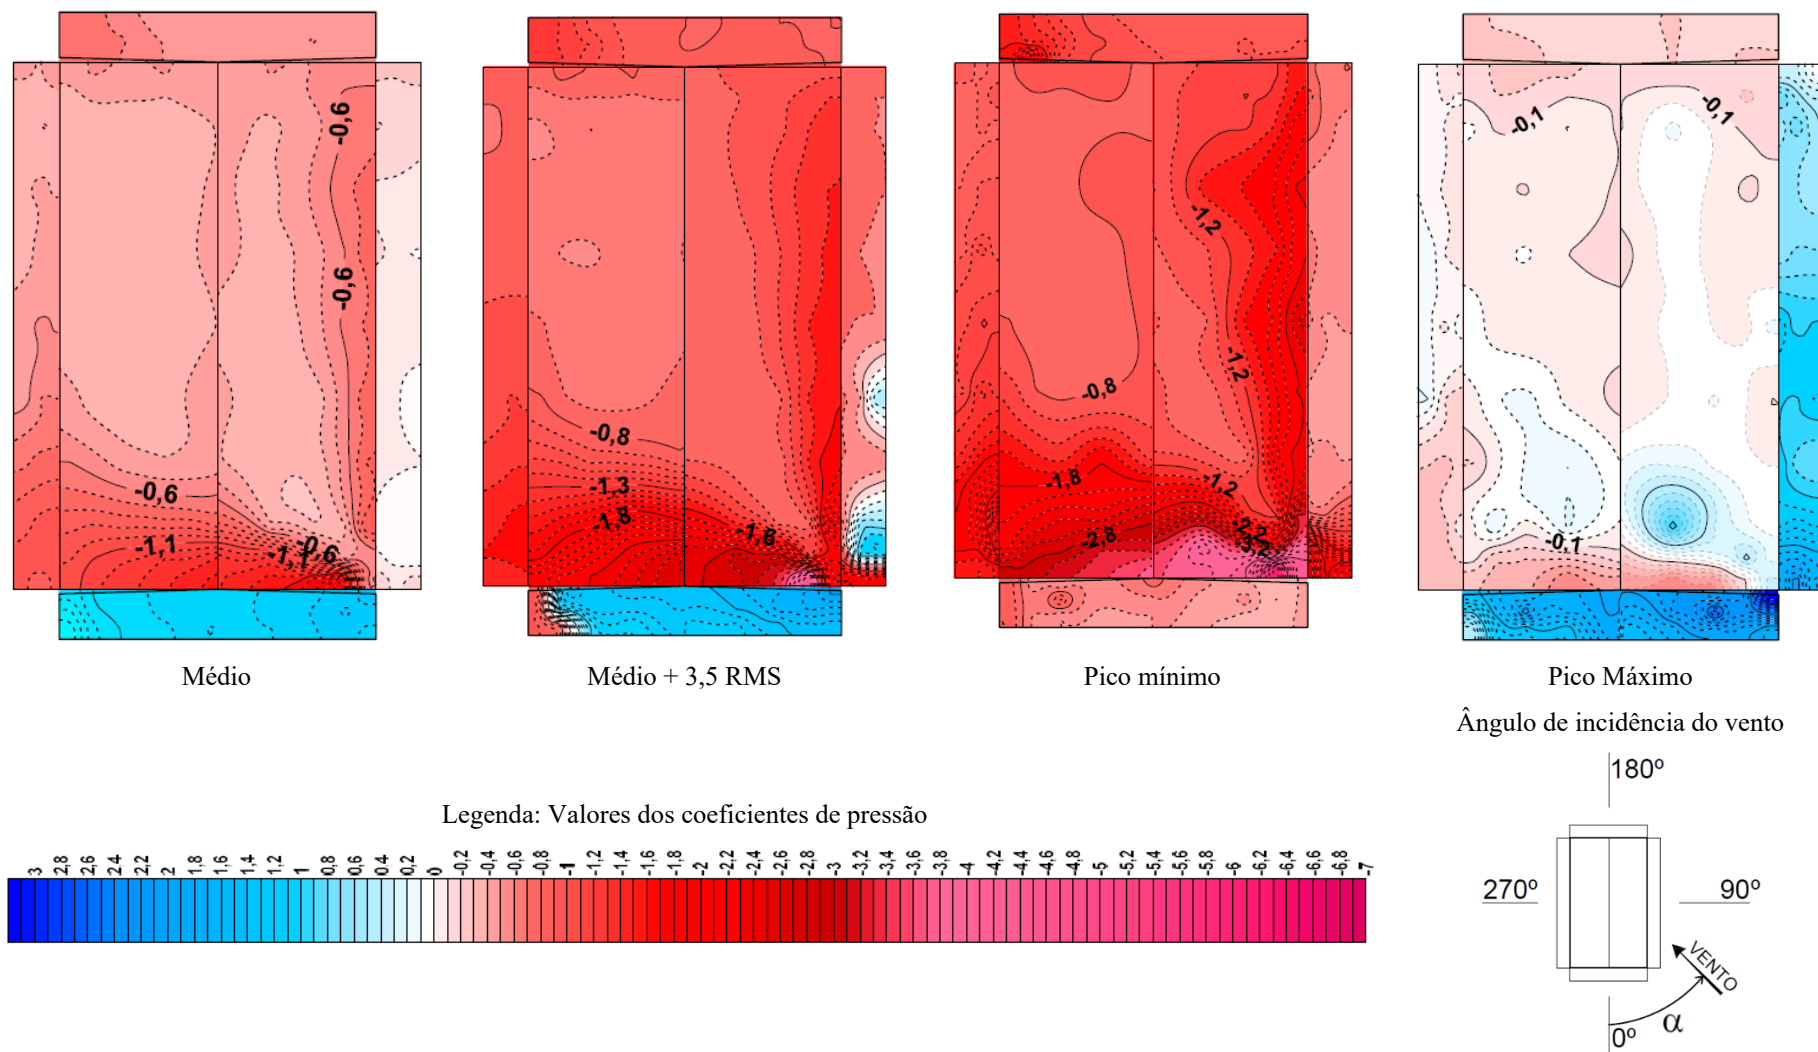 -0,6
-0,6
-0,6
-1,1
-0,6
-1,1
-0,8
-1,3
-1,8
-1,6
-1,2
-1,2
-0,8
-1,8
-1,2
-2,2
-2,8
-3,2
-0,1
-0,1
-0,1
Médio
Médio + 3,5 RMS
Pico mínimo
Pico Máximo
Ângulo de incidência do vento
180º
Legenda: Valores dos coeficientes de pressão
3 2,8 2,6 2,4 2,2 2 1,8 1,6 1,4 1,2 1 0,8 0,6 0,4 0,2 0 -0,2 -0,4 -0,6 -0,8 -1 -1,2 -1,4 -1,6 -1,8 -2 -2,2 -2,4 -2,6 -2,8 -3 -3,2 -3,4 -3,6 -3,8 -4 -4,2 -4,4 -4,6 -4,8 -5 -5,2 -5,4 -5,6 -5,8 -6 -6,2 -6,4 -6,6 -6,8 -7
270º
90º
VENTO
α
0º